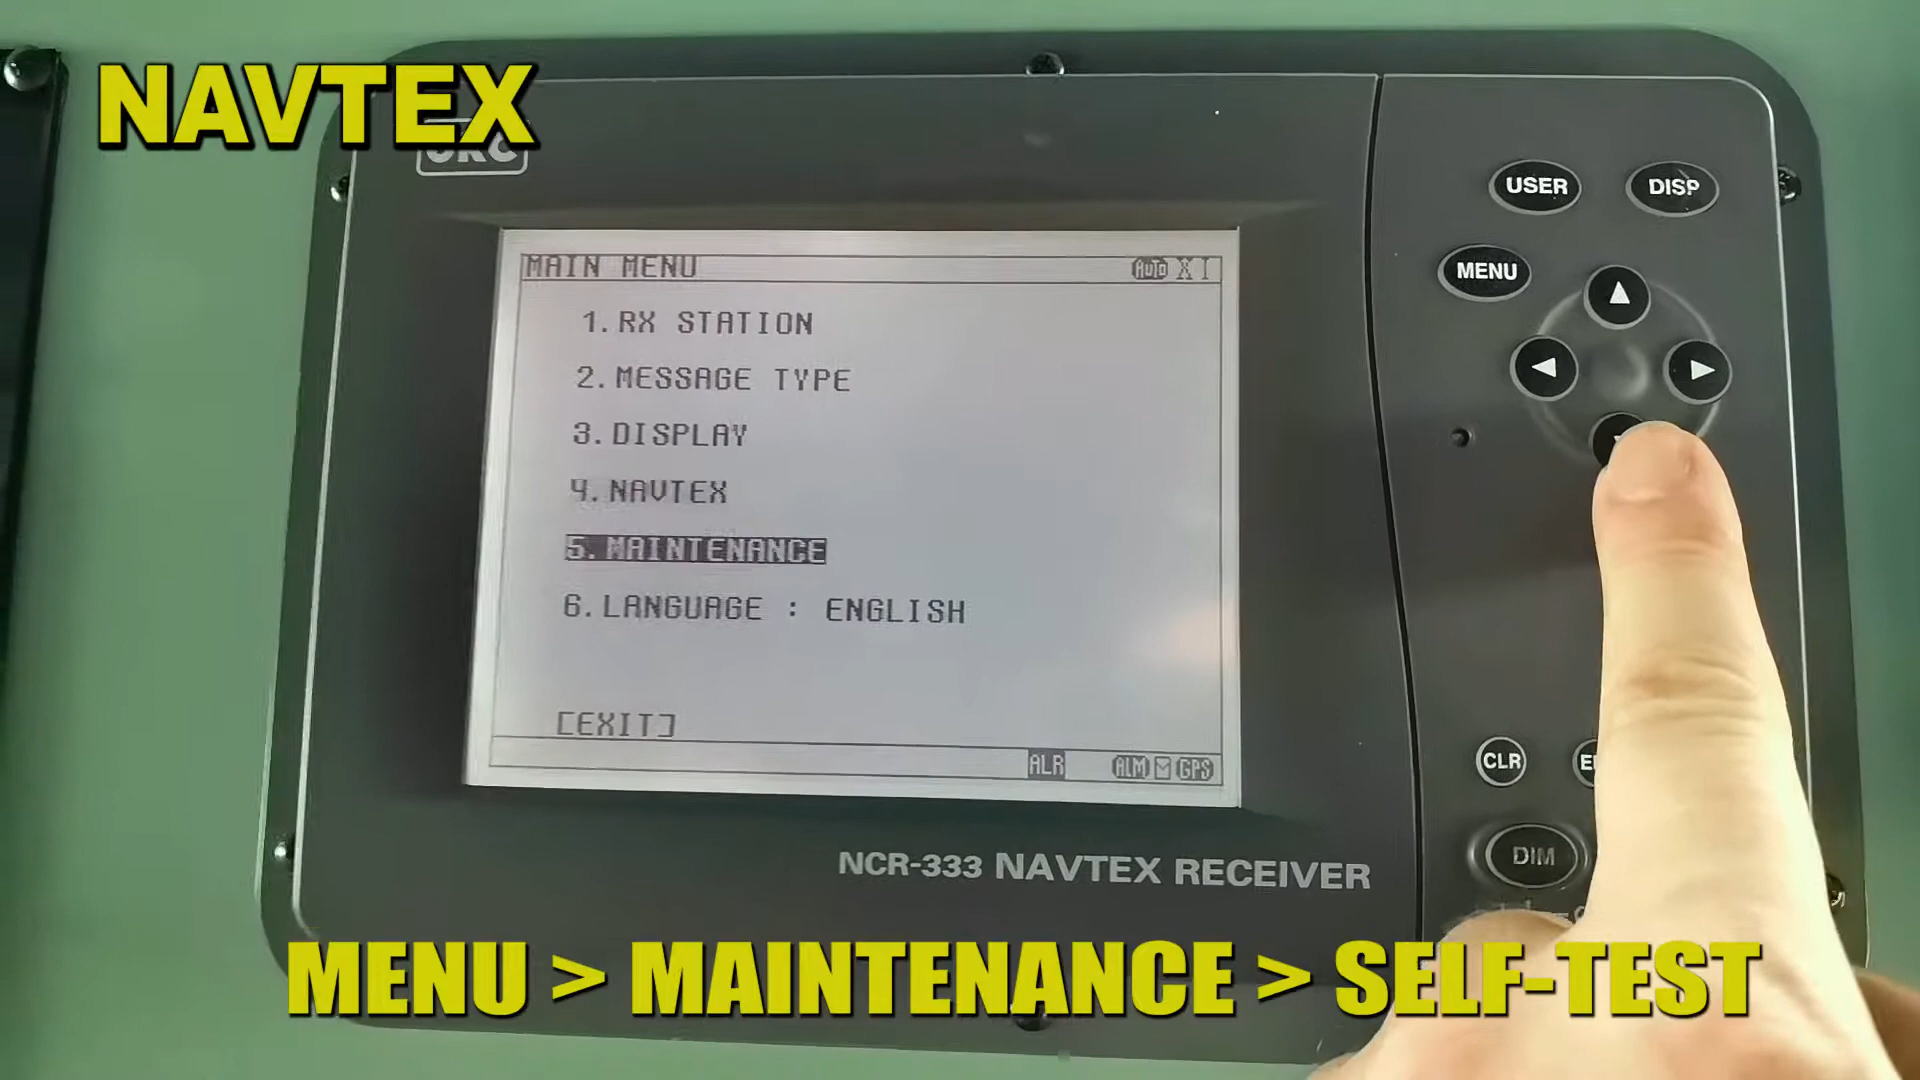 NAVTEX
JRC
USER
DISP
MENU
MAIN MENU
AUTO X I
1.RX STATION
2.MESSAGE TYPE
3.DISPLAY
4.NAVTEX
5.MAINTENANCE
6.LANGUAGE : ENGLISH
[EXIT]
ALR ALM GPS
CLR
DIM
NCR-333 NAVTEX RECEIVER
MENU > MAINTENANCE > SELF-TEST